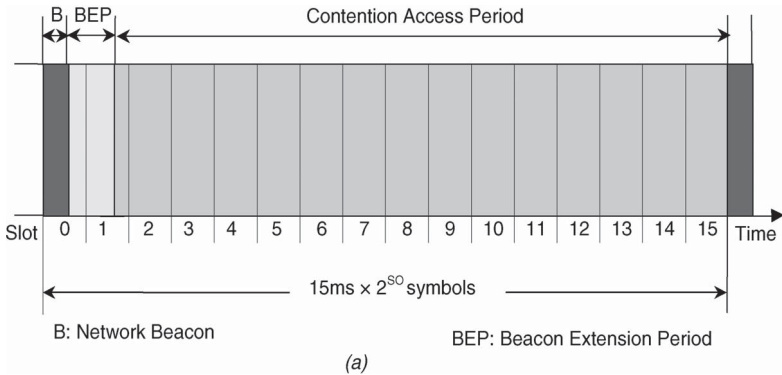 B BEP Contention Access Period
Slot 0 1 2 3 4 5 6 7 8 9 10 11 12 13 14 15 Time
15ms × 2^SO symbols
B: Network Beacon
BEP: Beacon Extension Period
(a)